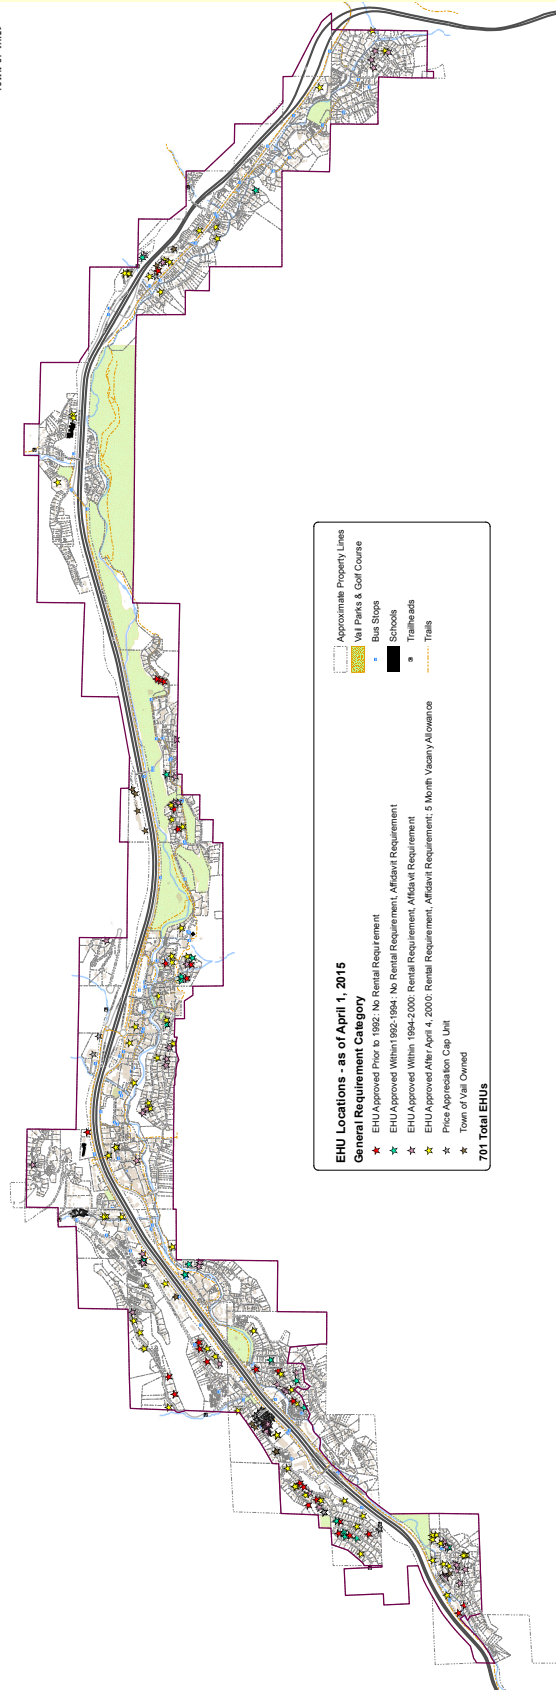 EHU Locations - as of April 1, 2015
General Requirement Category
EHU Approved Prior to 1992: No Rental Requirement
EHU Approved Within 1992-1994: No Rental Requirement, Affidavit Requirement
EHU Approved Within 1994-2000: Rental Requirement, Affidavit Requirement
EHU Approved After April 4, 2000: Rental Requirement, Affidavit Requirement; 5 Month Vacancy Allowance
Price Appreciation Cap Unit
Town of Vail Owned
701 Total EHUs
Approximate Property Lines
Vail Parks & Golf Course
Bus Stops
Schools
Trailheads
Trails